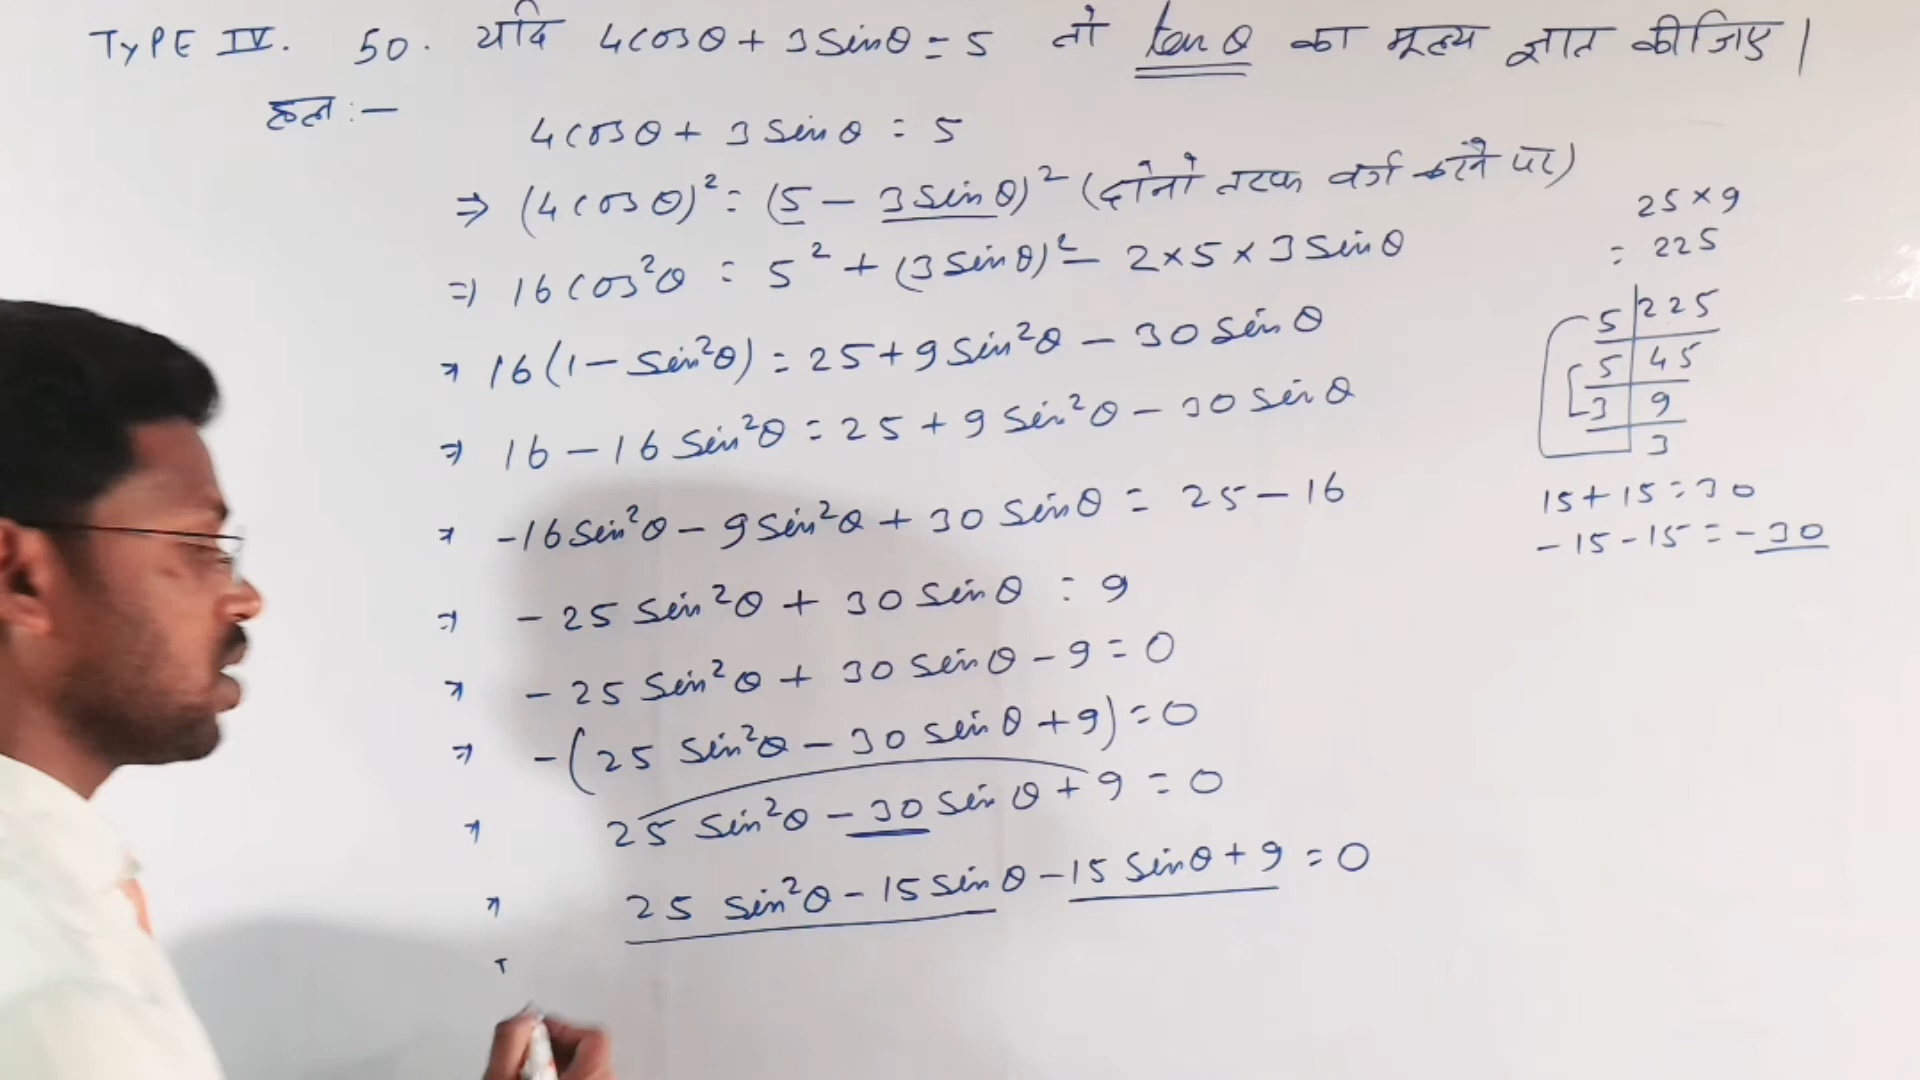 TYPE IV. 50. यदि 4cosθ + 3sinθ = 5 तो tanθ का मूल्य ज्ञात कीजिए।
हल :-
4cosθ + 3sinθ = 5
⇒ (4cosθ)² = (5 - 3sinθ)² (दोनों तरफ वर्ग करने पर)
⇒ 16cos²θ = 5² + (3sinθ)² - 2×5×3sinθ
⇒ 16(1 - sin²θ) = 25 + 9sin²θ - 30sinθ
⇒ 16 - 16sin²θ = 25 + 9sin²θ - 30sinθ
⇒ -16sin²θ - 9sin²θ + 30sinθ = 25 - 16
⇒ -25sin²θ + 30sinθ = 9
⇒ -25sin²θ + 30sinθ - 9 = 0
⇒ -(25sin²θ - 30sinθ + 9) = 0
⇒ 25sin²θ - 30sinθ + 9 = 0
⇒ 25sin²θ - 15sinθ - 15sinθ + 9 = 0
25×9
= 225
5 | 225
5 | 45
3 | 9
3
15+15=30
-15-15=-30